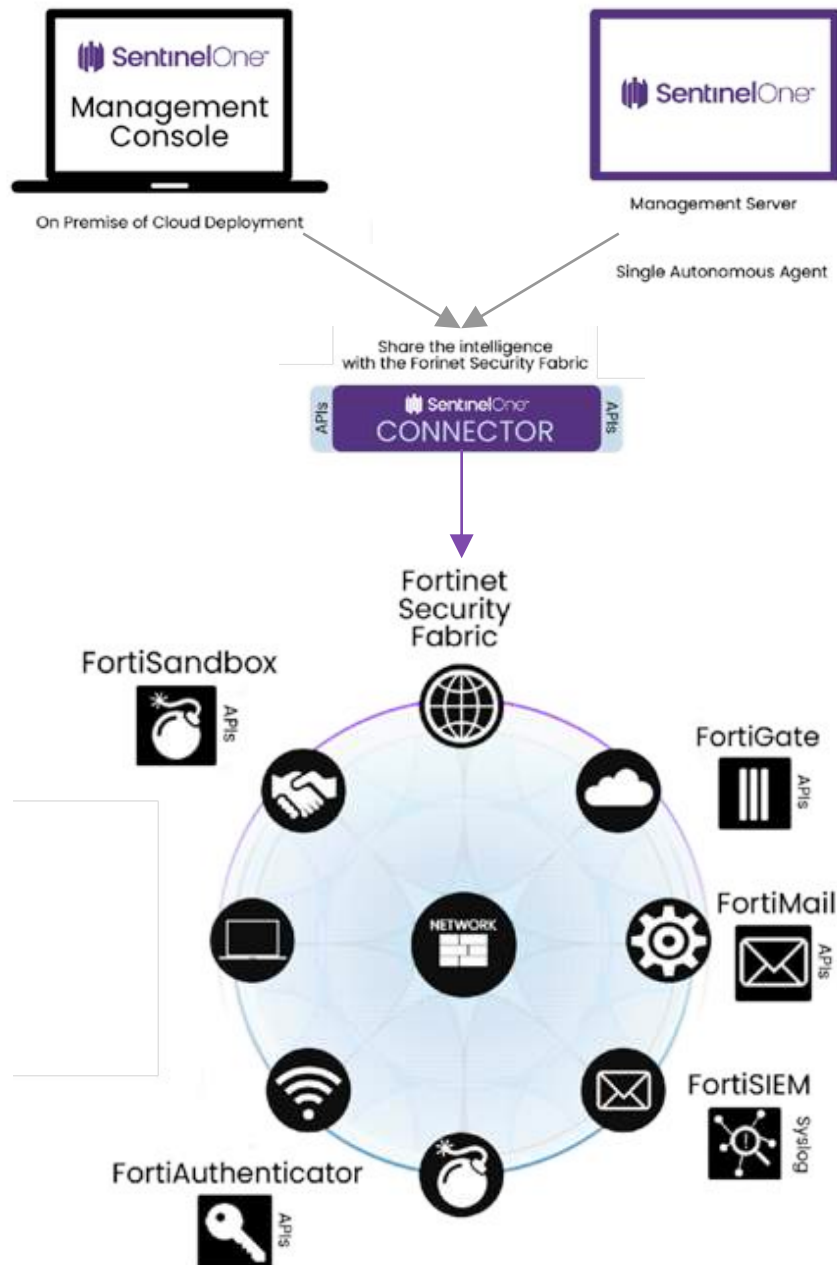 SentinelOne
Management
Console
SentinelOne
On Premise of Cloud Deployment
Management Server
Single Autonomous Agent
Share the intelligence
with the Forinet Security Fabric
APIs
SentinelOne
CONNECTOR
APIs
Fortinet
Security
Fabric
FortiSandbox
APIs
FortiGate
APIs
NETWORK
FortiMail
APIs
FortiSIEM
Syslog
FortiAuthenticator
APIs